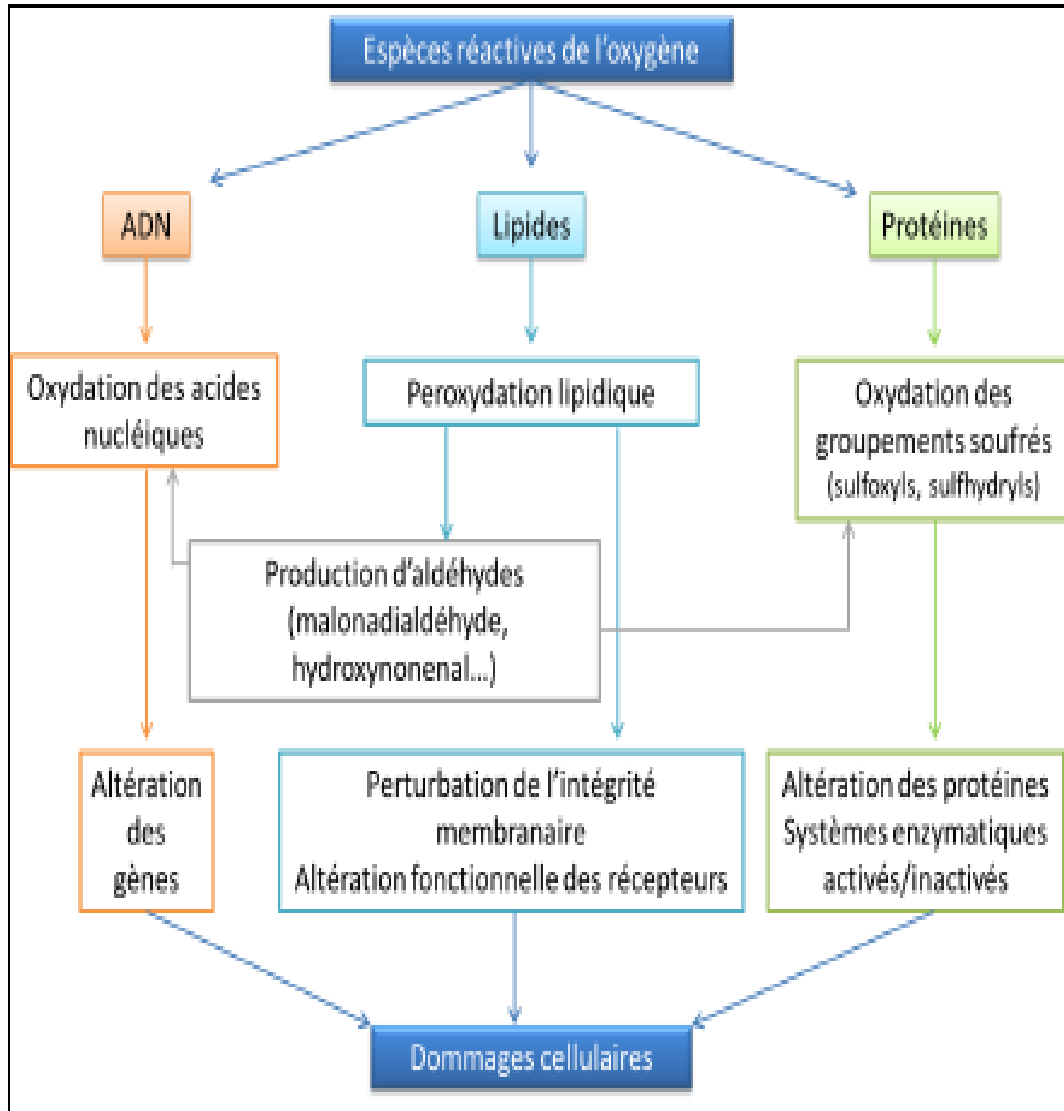 Espèces réactives de l'oxygène
ADN
Lipides
Protéines
Oxydation des acides
nucléiques
Peroxydation lipidique
Oxydation des
groupements soufrés
(sulfoxyls, sulfhydryls)
Production d'aldéhydes
(malonadialdéhyde,
hydroxynonenal...)
Altération
des
gènes
Perturbation de l'intégrité
membranaire
Altération fonctionnelle des récepteurs
Altération des protéines
Systèmes enzymatiques
activés/inactivés
Dommages cellulaires